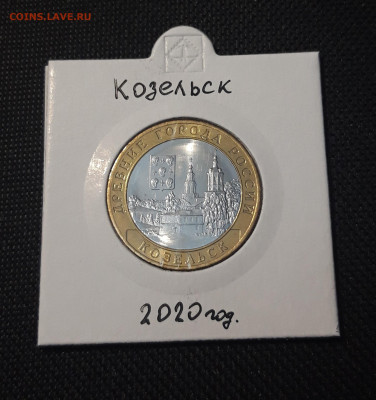 COINS.LAVE.RU
Козельск
ДРЕВНИЕ ГОРОДА РОССИИ
КОЗЕЛЬСК
2020 год.